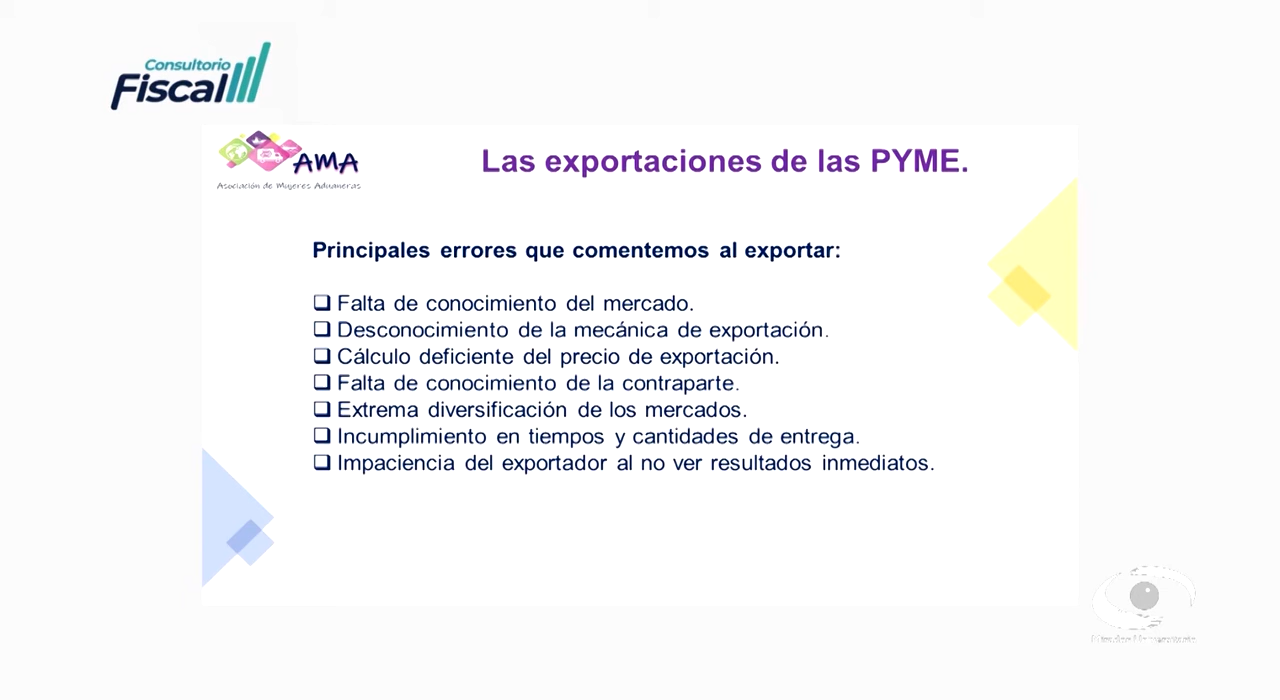 Consultorio
Fiscal
AMA
Asociación de Mujeres Aduaneras
Las exportaciones de las PYME.
Principales errores que comentemos al exportar:
❑ Falta de conocimiento del mercado.
❑ Desconocimiento de la mecánica de exportación.
❑ Cálculo deficiente del precio de exportación.
❑ Falta de conocimiento de la contraparte.
❑ Extrema diversificación de los mercados.
❑ Incumplimiento en tiempos y cantidades de entrega.
❑ Impaciencia del exportador al no ver resultados inmediatos.